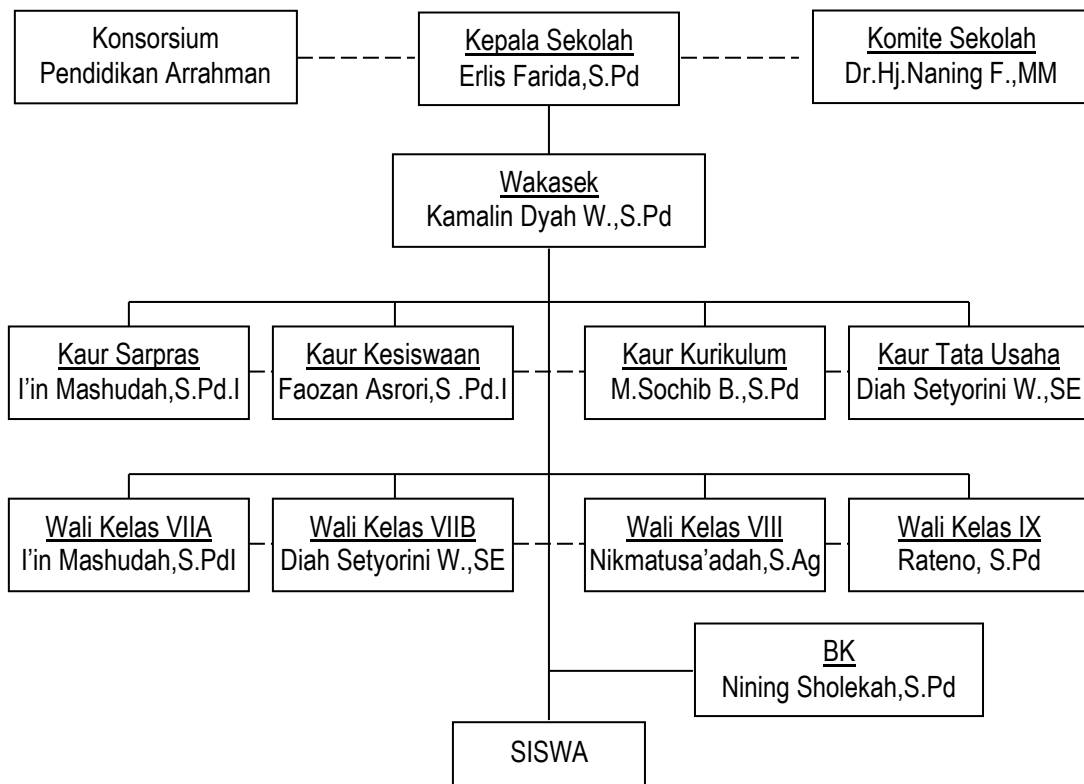 Konsorsium
Pendidikan Arrahman
Kepala Sekolah
Erlis Farida,S.Pd
Komite Sekolah
Dr.Hj.Naning F.,MM
Wakasek
Kamalin Dyah W.,S.Pd
Kaur Sarpras
I'in Mashudah,S.Pd.I
Kaur Kesiswaan
Faozan Asrori,S .Pd.I
Kaur Kurikulum
M.Sochib B.,S.Pd
Kaur Tata Usaha
Diah Setyorini W.,SE
Wali Kelas VIIA
I'in Mashudah,S.PdI
Wali Kelas VIIB
Diah Setyorini W.,SE
Wali Kelas VIII
Nikmatusa'adah,S.Ag
Wali Kelas IX
Rateno, S.Pd
BK
Nining Sholekah,S.Pd
SISWA